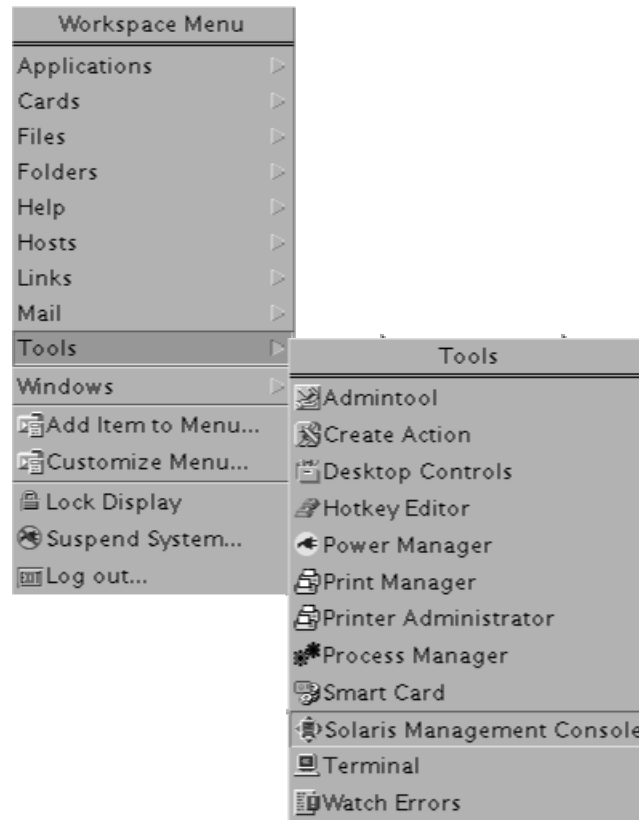 Workspace Menu
Applications
Cards
Files
Folders
Help
Hosts
Links
Mail
Tools
Windows
Add Item to Menu...
Customize Menu...
Lock Display
Suspend System...
EXIT Log out...
Tools
Admintool
Create Action
Desktop Controls
Hotkey Editor
Power Manager
Print Manager
Printer Administrator
Process Manager
Smart Card
Solaris Management Console
Terminal
Watch Errors